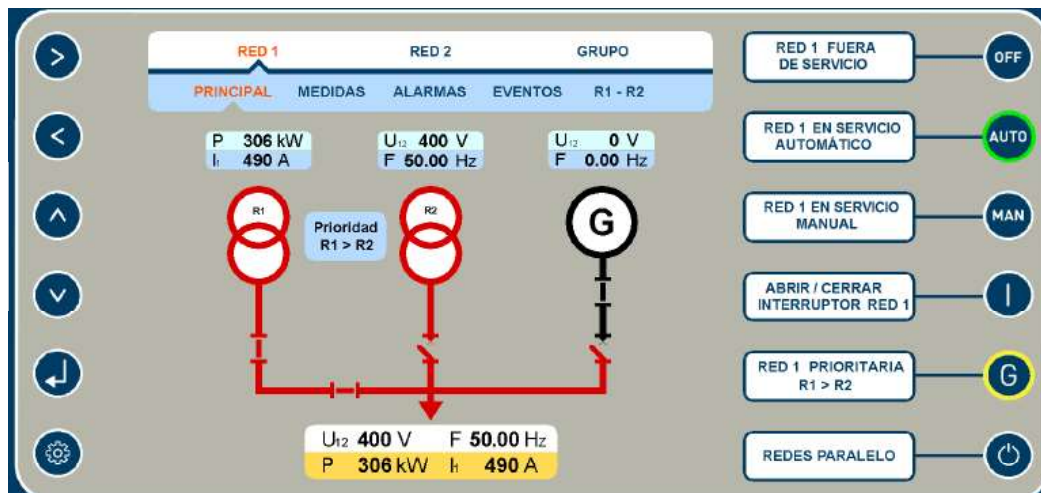 RED 1 RED 2 GRUPO
PRINCIPAL MEDIDAS ALARMAS EVENTOS R1 - R2
P 306 kW
I₁ 490 A
U₁₂ 400 V
F 50.00 Hz
U₁₂ 0 V
F 0.00 Hz
R1
Prioridad
R1 > R2
R2
G
U₁₂ 400 V F 50.00 Hz
P 306 kW I₁ 490 A
RED 1 FUERA
DE SERVICIO
OFF
RED 1 EN SERVICIO
AUTOMÁTICO
AUTO
RED 1 EN SERVICIO
MANUAL
MAN
ABRIR / CERRAR
INTERRUPTOR RED 1
I
RED 1 PRIORITARIA
R1 > R2
G
REDES PARALELO